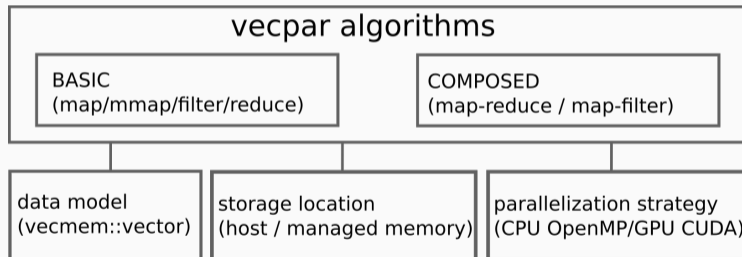 vecpar algorithms
BASIC
(map/mmap/filter/reduce)
COMPOSED
(map-reduce / map-filter)
data model
(vecmem::vector)
storage location
(host / managed memory)
parallelization strategy
(CPU OpenMP/GPU CUDA)